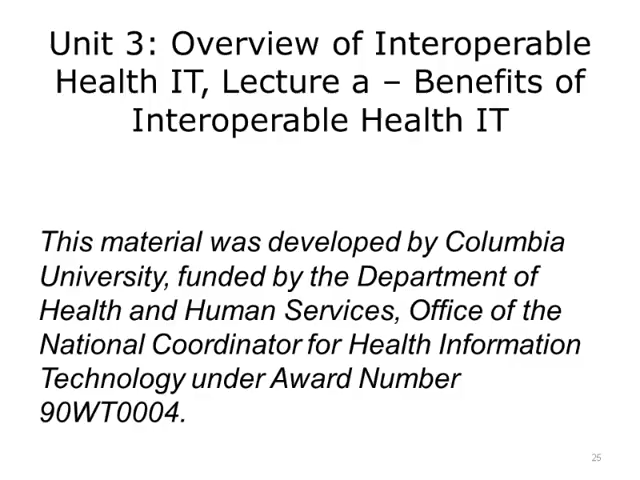 Unit 3: Overview of Interoperable
Health IT, Lecture a – Benefits of
Interoperable Health IT
This material was developed by Columbia
University, funded by the Department of
Health and Human Services, Office of the
National Coordinator for Health Information
Technology under Award Number
90WT0004.
25